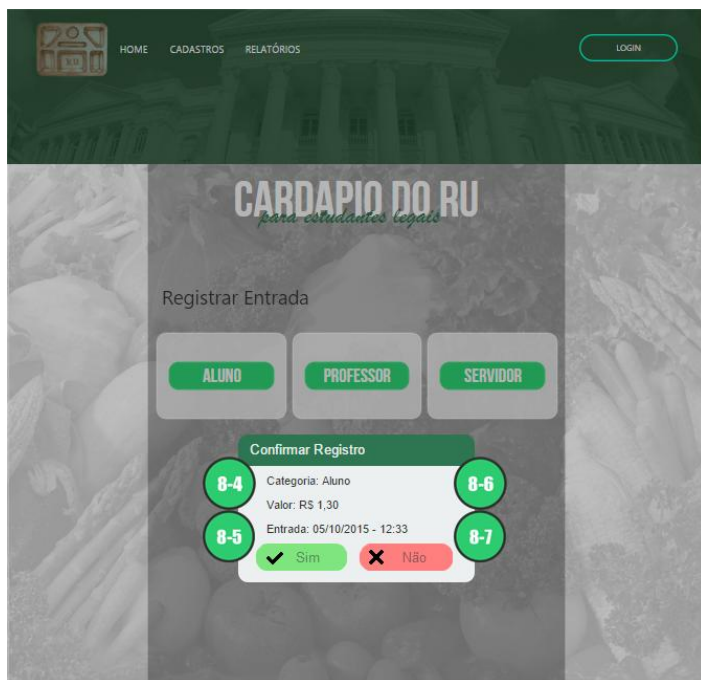 RU
HOME CADASTROS RELATÓRIOS LOGIN
CARDAPIO DO RU
para estudantes legais
Registrar Entrada
ALUNO PROFESSOR SERVIDOR
Confirmar Registro
8-4 Categoria: Aluno 8-6
Valor: R$ 1,30
8-5 Entrada: 05/10/2015 - 12:33 8-7
Sim Não